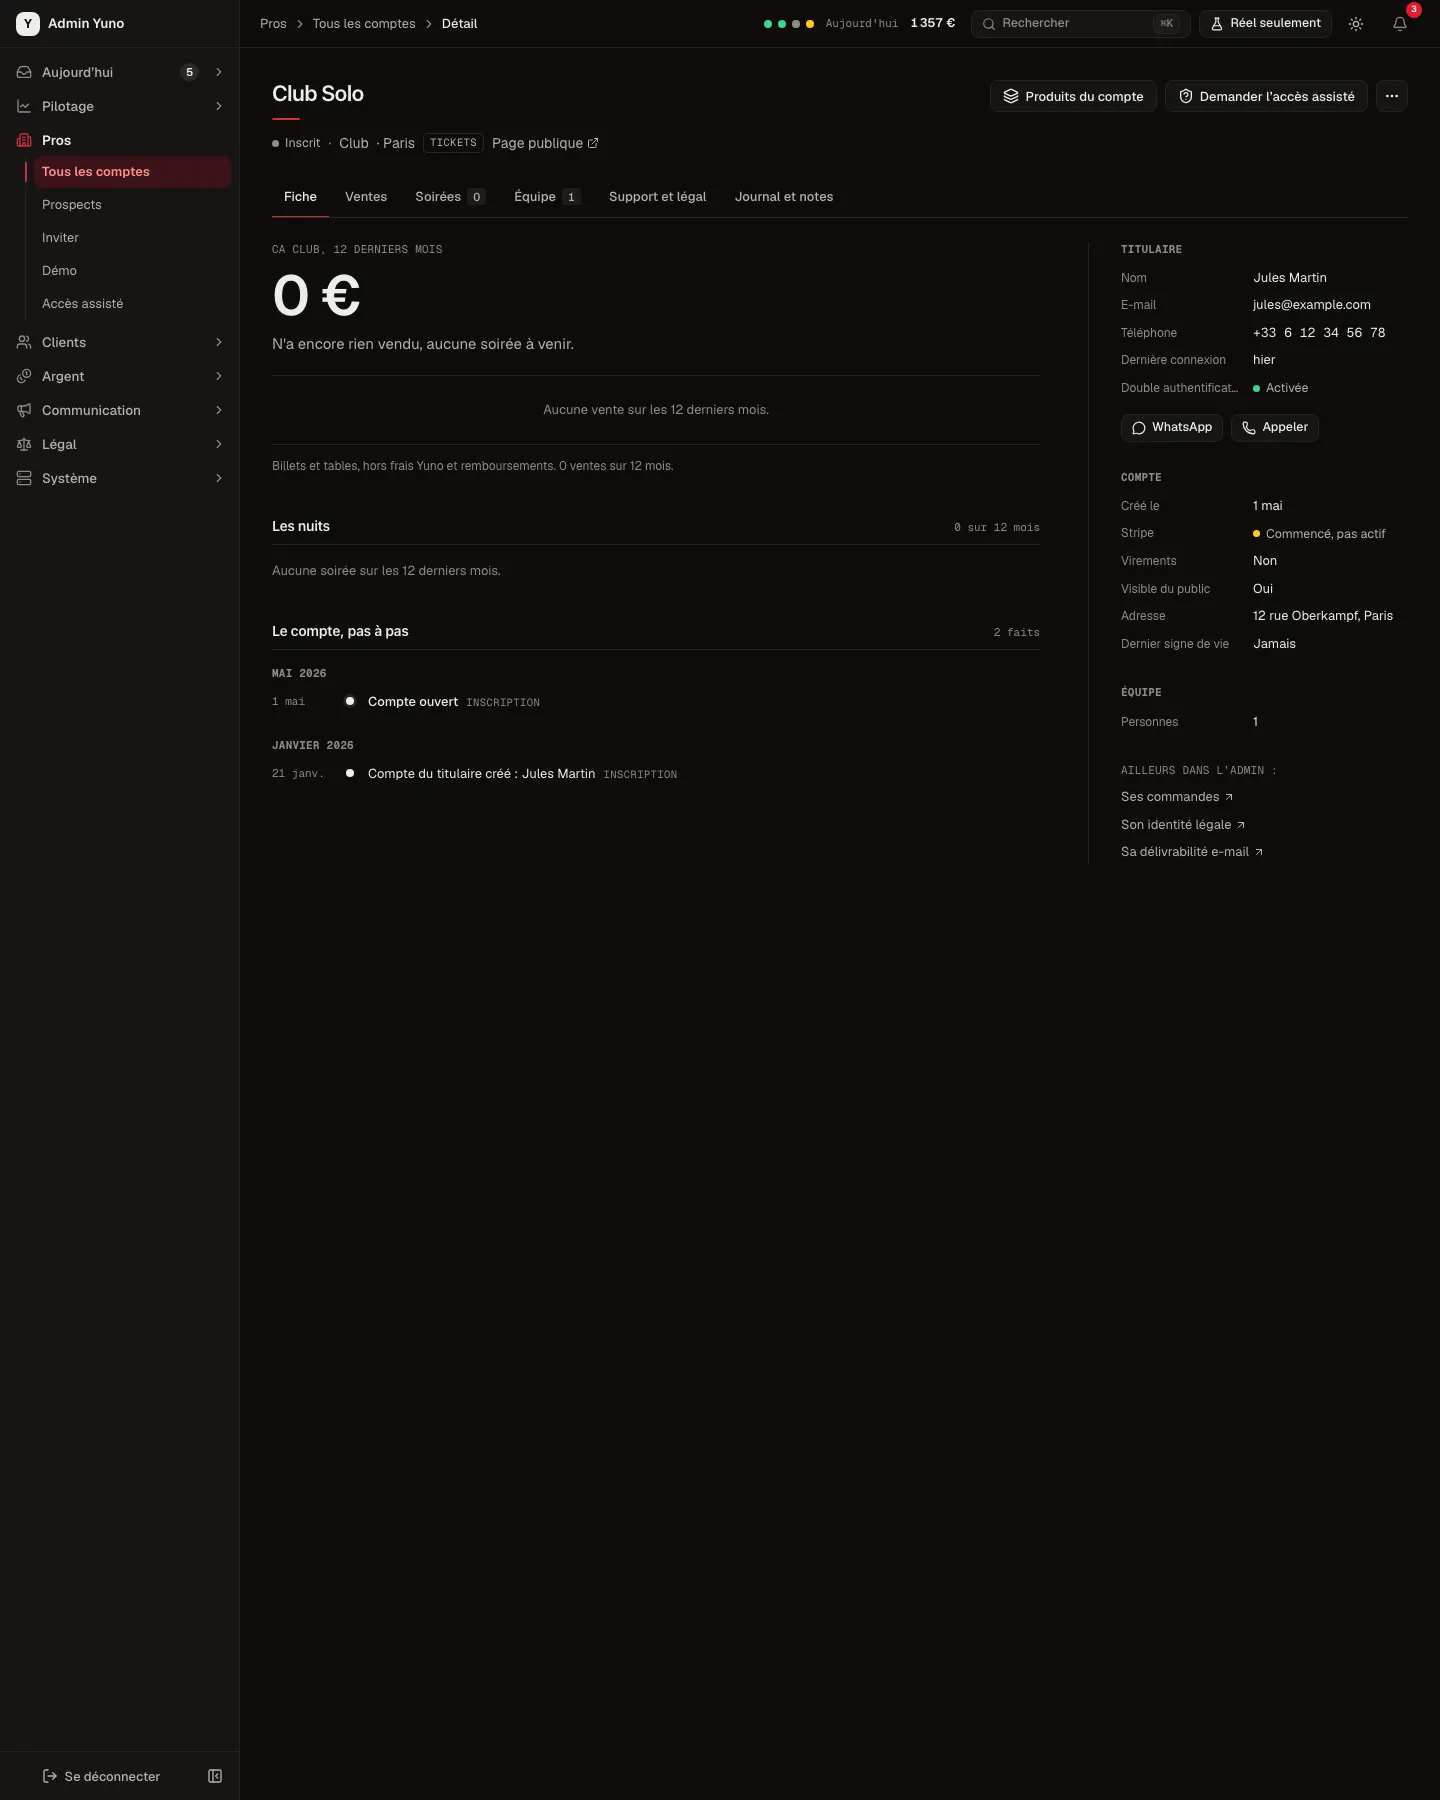 Y Admin Yuno
Pros > Tous les comptes > Détail
Aujourd'hui 1 357 €
Rechercher ⌘K
Réel seulement
3
Aujourd’hui 5
Pilotage
Pros
Tous les comptes
Prospects
Inviter
Démo
Accès assisté
Clients
Argent
Communication
Légal
Système
Se déconnecter
Club Solo
Produits du compte
Demander l’accès assisté
Inscrit · Club · Paris TICKETS Page publique
Fiche Ventes Soirées 0 Équipe 1 Support et légal Journal et notes
CA CLUB, 12 DERNIERS MOIS
0 €
N'a encore rien vendu, aucune soirée à venir.
Aucune vente sur les 12 derniers mois.
Billets et tables, hors frais Yuno et remboursements. 0 ventes sur 12 mois.
Les nuits 0 sur 12 mois
Aucune soirée sur les 12 derniers mois.
Le compte, pas à pas 2 faits
MAI 2026
1 mai Compte ouvert INSCRIPTION
JANVIER 2026
21 janv. Compte du titulaire créé : Jules Martin INSCRIPTION
TITULAIRE
Nom Jules Martin
E-mail jules@example.com
Téléphone +33 6 12 34 56 78
Dernière connexion hier
Double authentificat… Activée
WhatsApp Appeler
COMPTE
Créé le 1 mai
Stripe Commencé, pas actif
Virements Non
Visible du public Oui
Adresse 12 rue Oberkampf, Paris
Dernier signe de vie Jamais
ÉQUIPE
Personnes 1
AILLEURS DANS L'ADMIN :
Ses commandes
Son identité légale
Sa délivrabilité e-mail